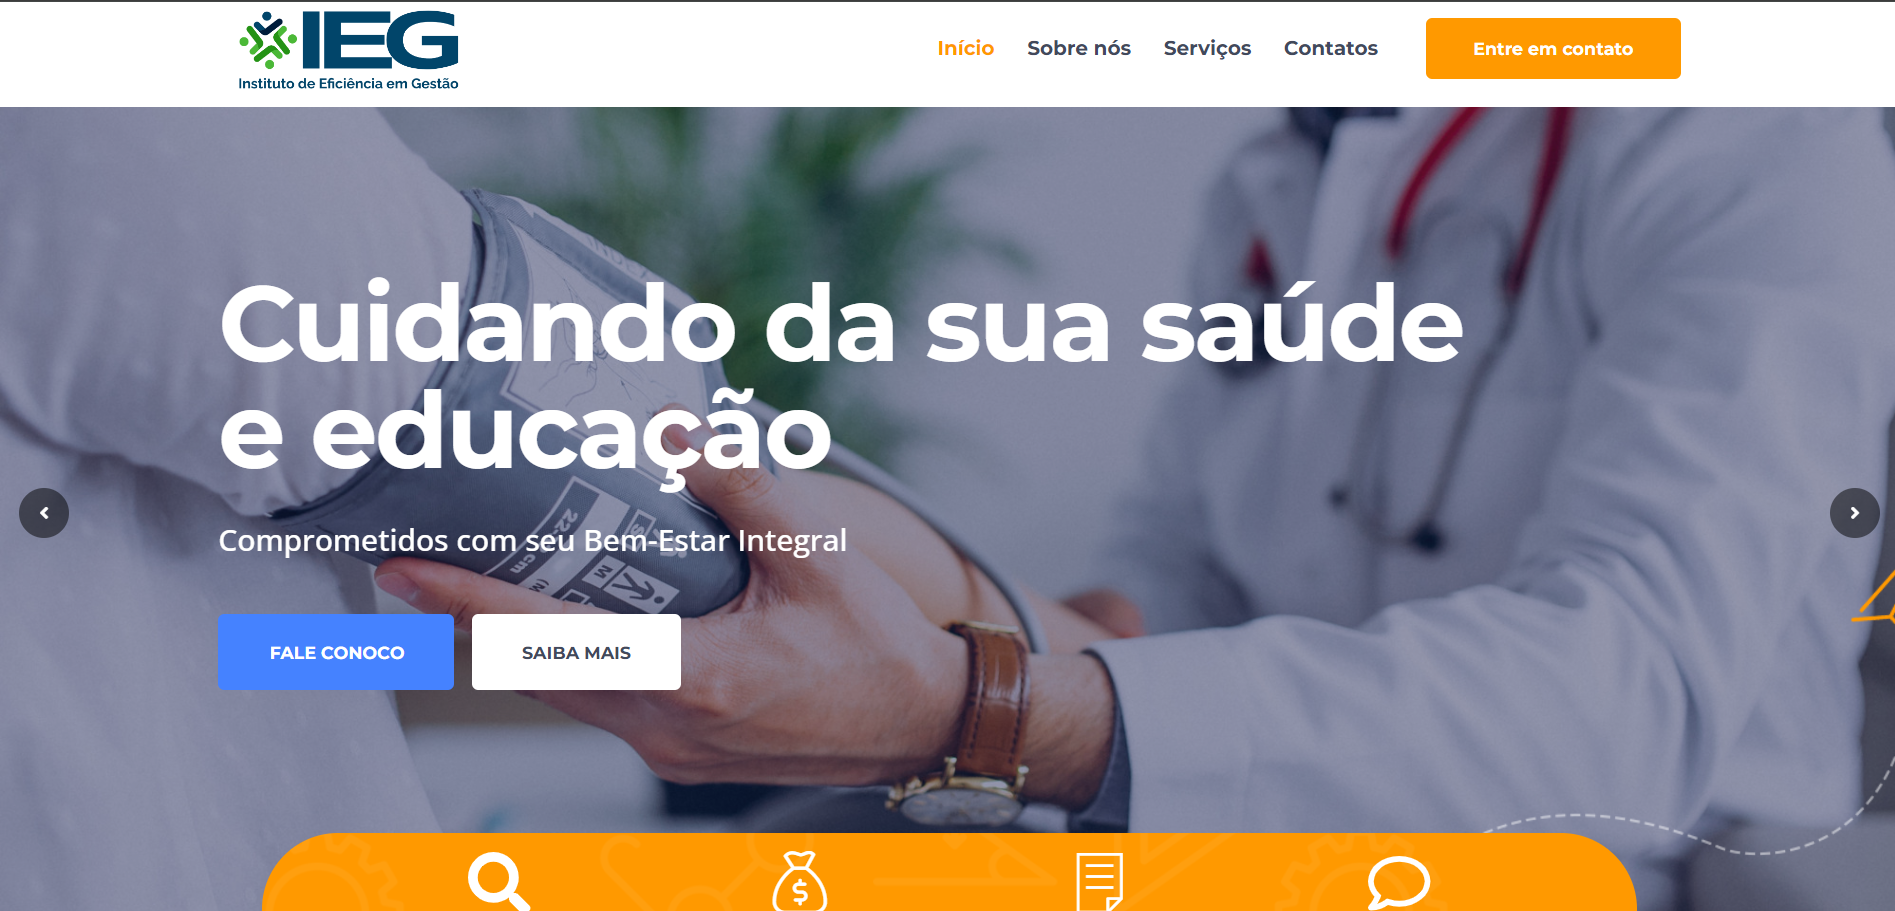 IEG
Instituto de Eficiência em Gestão
Início
Sobre nós
Serviços
Contatos
Entre em contato
Cuidando da sua saúde
e educação
Comprometidos com seu Bem-Estar Integral
FALE CONOCO
SAIBA MAIS
INDEX
M
$